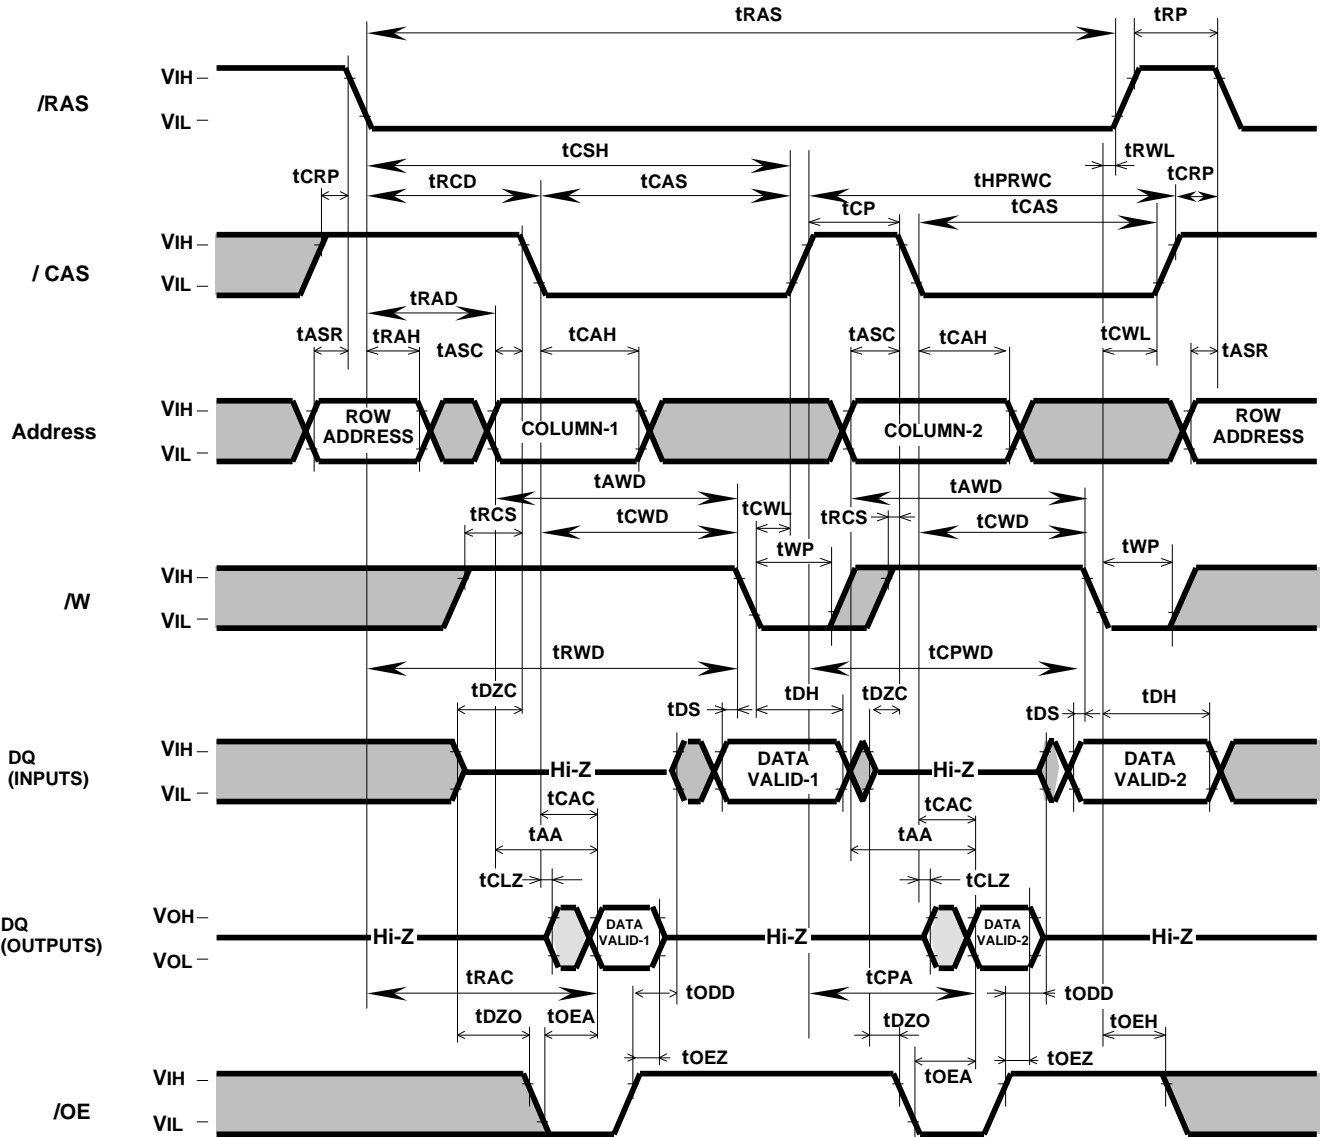 tRAS tRP
VIH
/RAS
VIL
tCSH tRWL
tCRP tRCD tCAS tHPRWC tCRP
tCP tCAS
VIH
/ CAS
VIL
tRAD
tASR tRAH tASC tCAH tASC tCAH tCWL tASR
VIH
Address ROW ADDRESS COLUMN-1 COLUMN-2 ROW ADDRESS
VIL
tAWD tAWD
tRCS tCWD tCWL tRCS tCWD
tWP tWP
VIH
/W
VIL
tRWD tCPWD
tDZC tDS tDH tDZC tDS tDH
VIH
DQ
(INPUTS) Hi-Z DATA VALID-1 Hi-Z DATA VALID-2
VIL
tCAC tCAC
tAA tAA
tCLZ tCLZ
VOH
DQ
(OUTPUTS) Hi-Z DATA VALID-1 Hi-Z DATA VALID-2 Hi-Z
VOL
tRAC tODD tCPA tODD
tDZO tOEA tDZO tOEH
tOEZ tOEA tOEZ
VIH
/OE
VIL